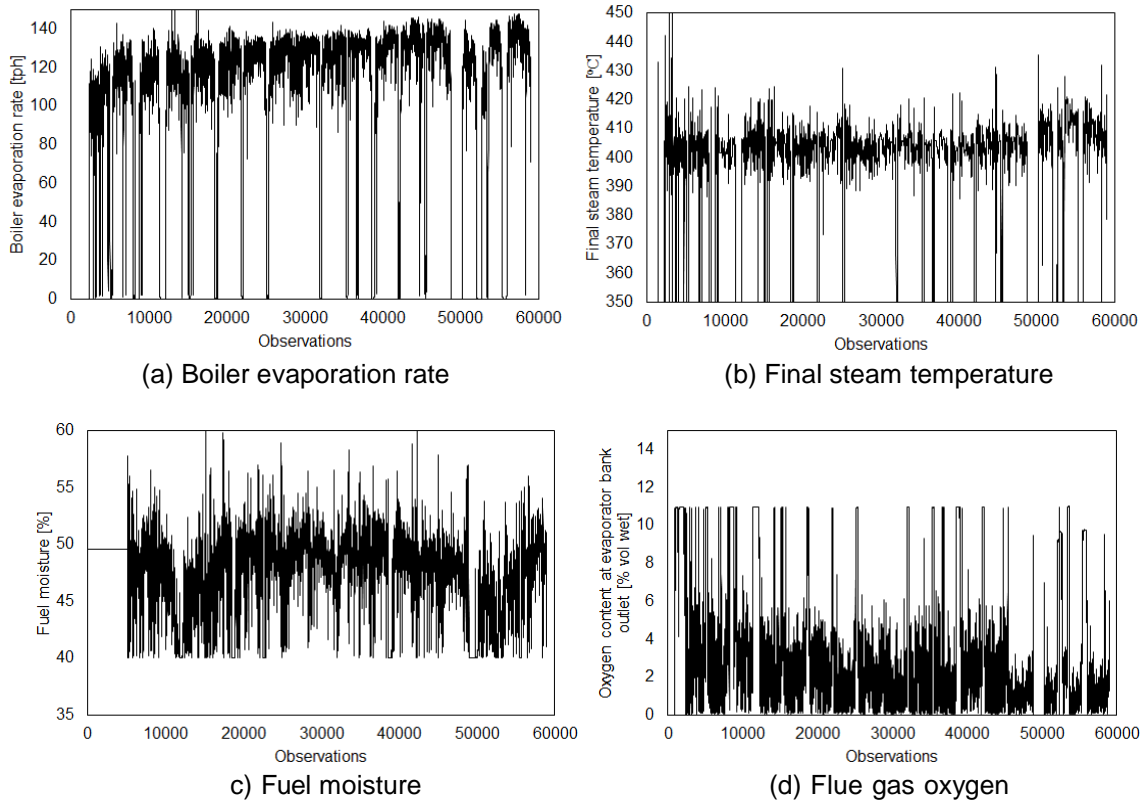 Boiler evaporation rate [tph]
140
120
100
80
60
40
20
0
0 10000 20000 30000 40000 50000 60000
Observations
(a) Boiler evaporation rate
Final steam temperature [ºC]
450
440
430
420
410
400
390
380
370
360
350
0 10000 20000 30000 40000 50000 60000
Observations
(b) Final steam temperature
Fuel moisture [%]
60
55
50
45
40
35
0 10000 20000 30000 40000 50000 60000
Observations
c) Fuel moisture
Oxygen content at evaporator bank
outlet [% vol wet]
14
12
10
8
6
4
2
0
0 10000 20000 30000 40000 50000 60000
Observations
(d) Flue gas oxygen